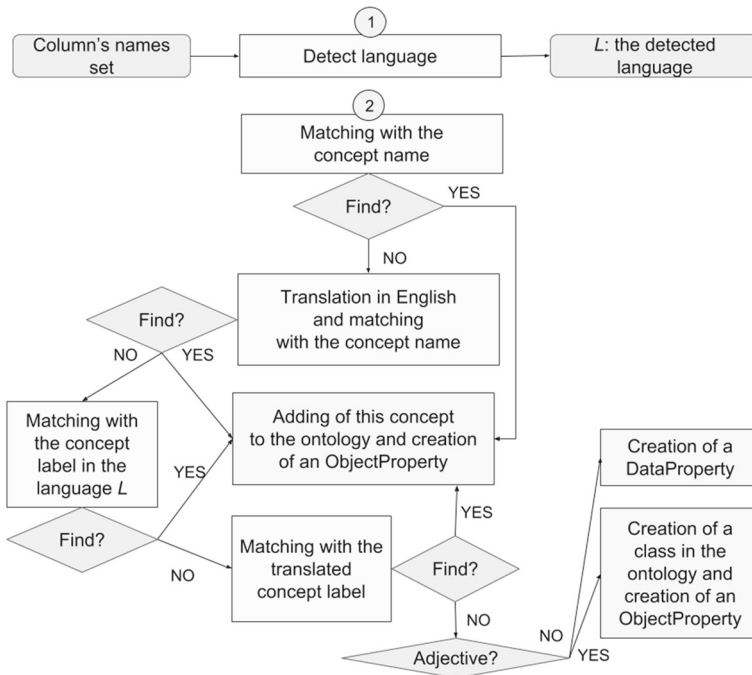 1
Column's names
set
Detect language
L: the detected
language
2
Matching with the
concept name
Find?
YES
NO
Translation in English
and matching
with the concept name
Find?
NO
YES
Matching with
the concept
label in the
language L
YES
Adding of this concept
to the ontology and creation
of an ObjectProperty
Creation of a
DataProperty
Find?
NO
Matching with the
translated
concept label
YES
Find?
NO
Creation of a
class in the
ontology and
creation of an
ObjectProperty
Adjective?
NO
YES